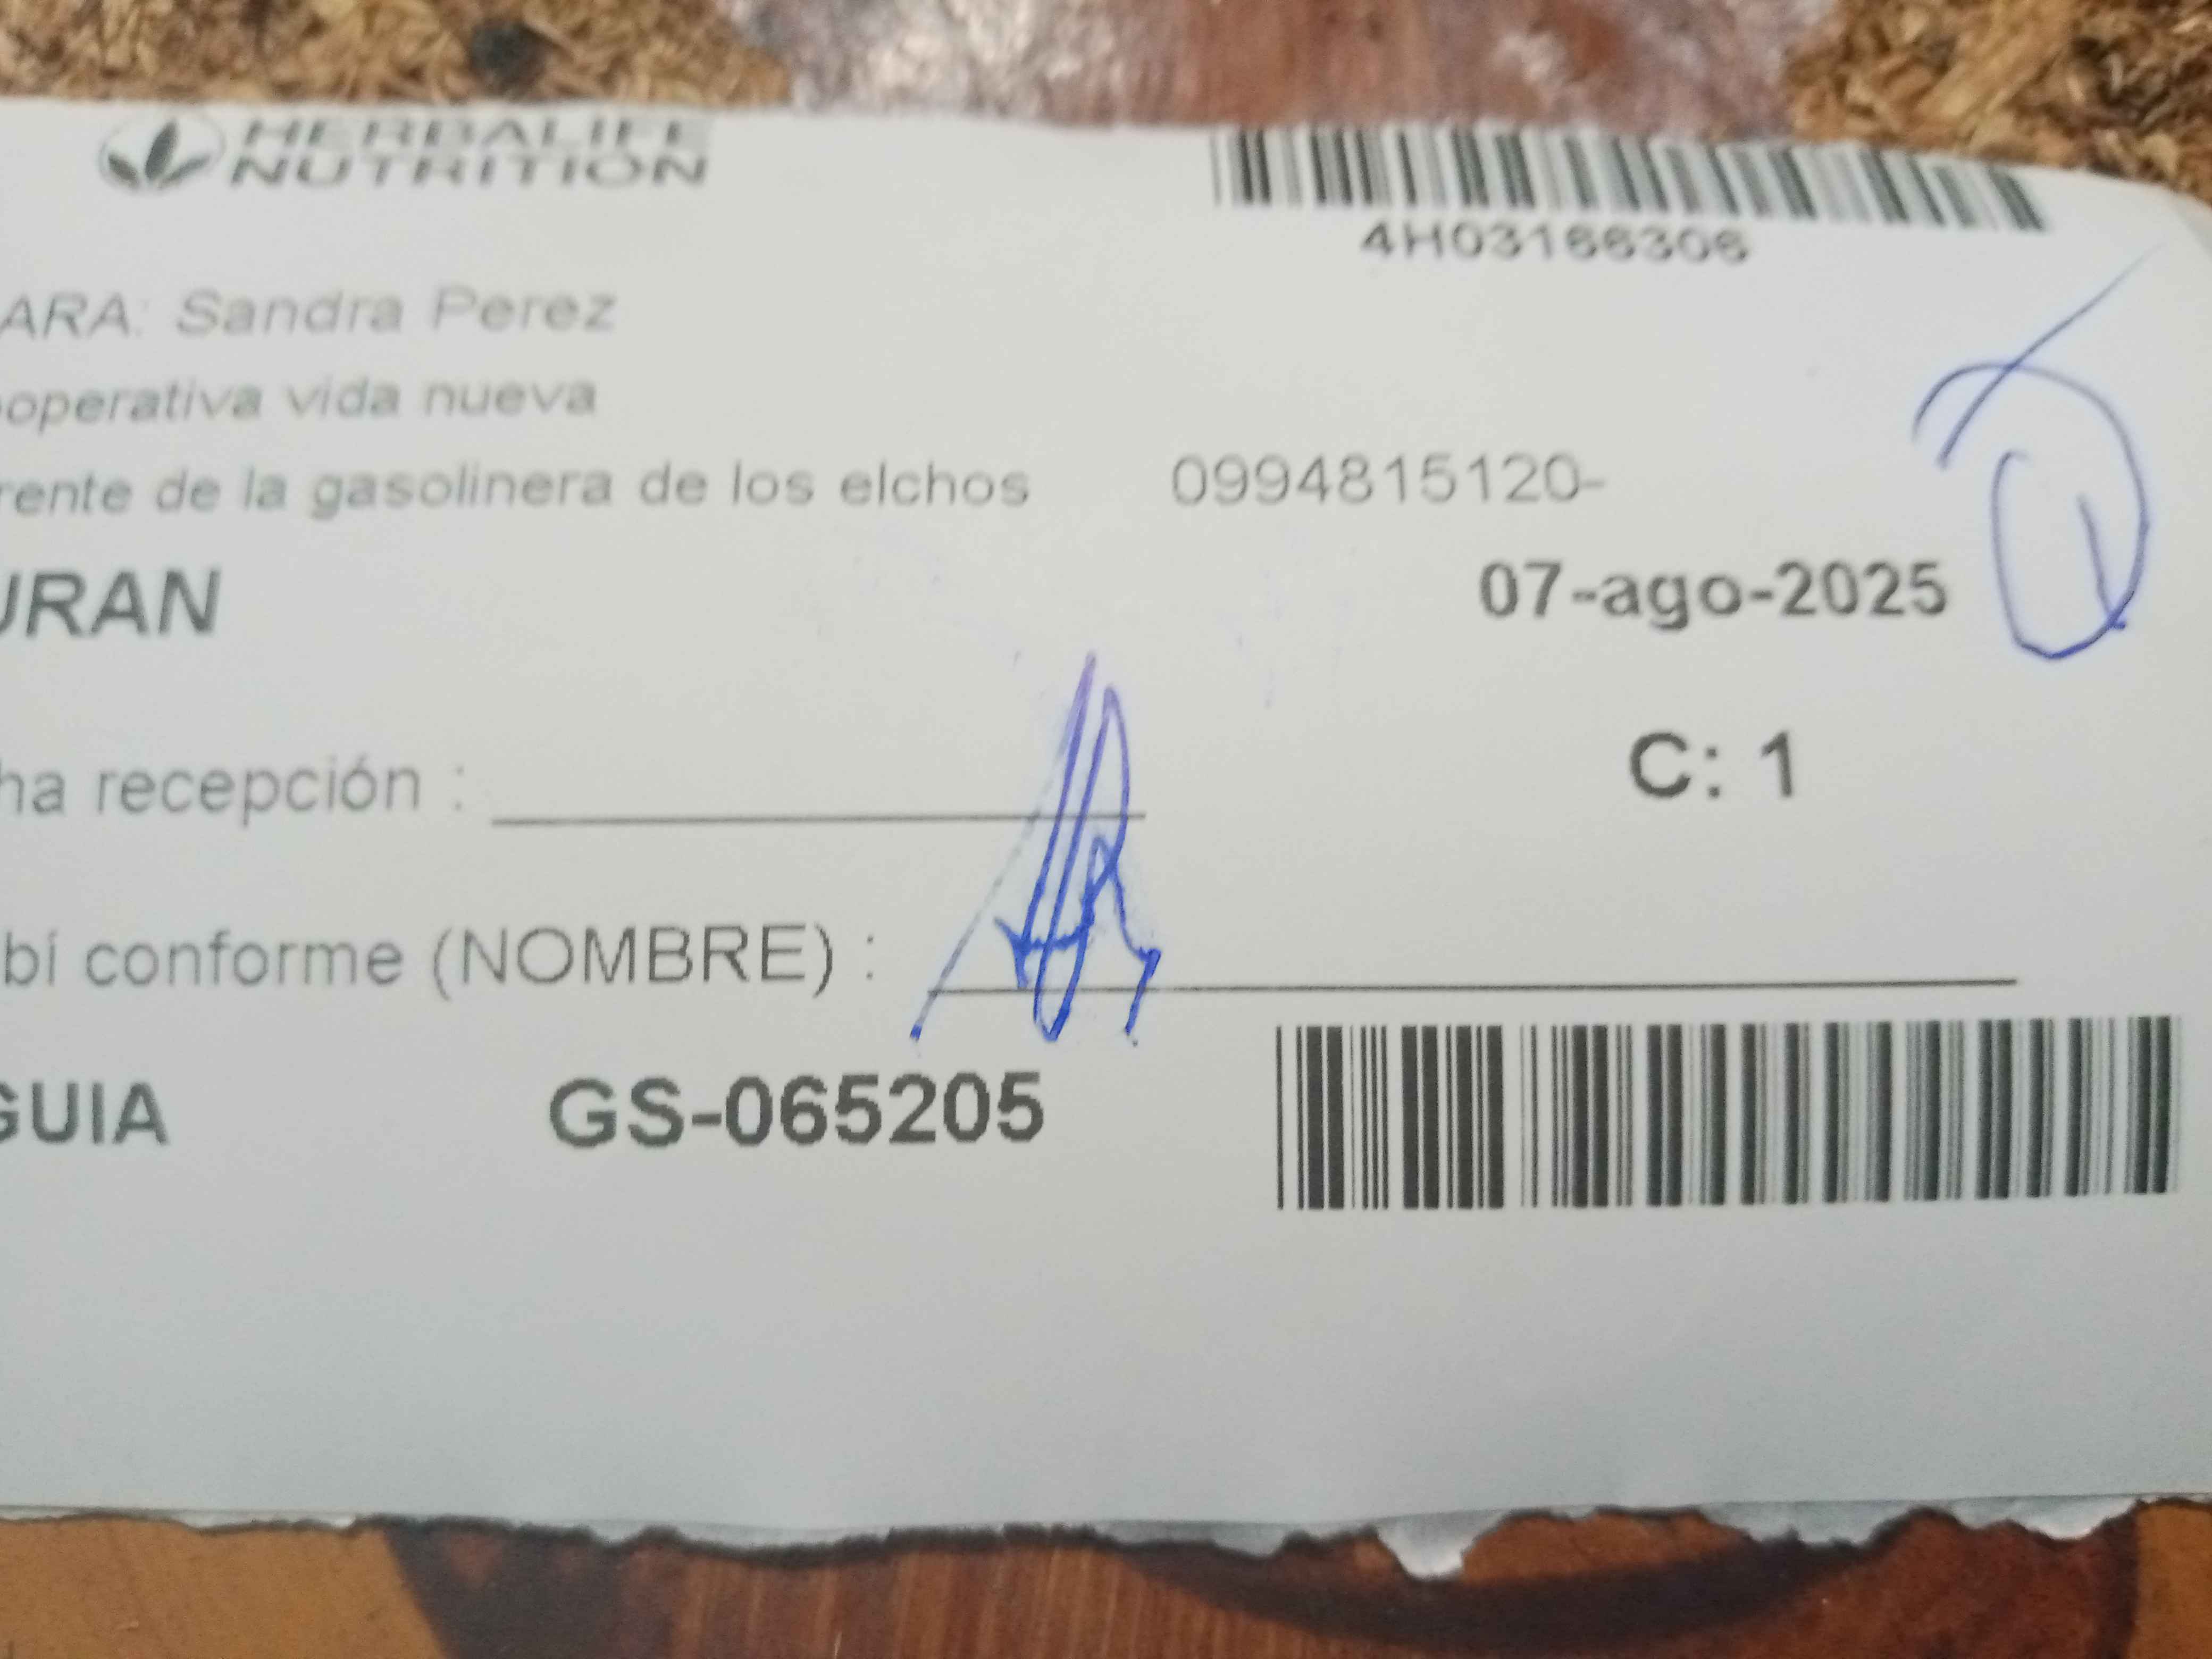 HERBALIFE
NUTRITION
4H03166306
ARA: Sandra Perez
ooperativa vida nueva
rente de la gasolinera de los elchos 0994815120-
URAN 07-ago-2025
ha recepción : C: 1
bí conforme (NOMBRE) :
GUIA GS-065205